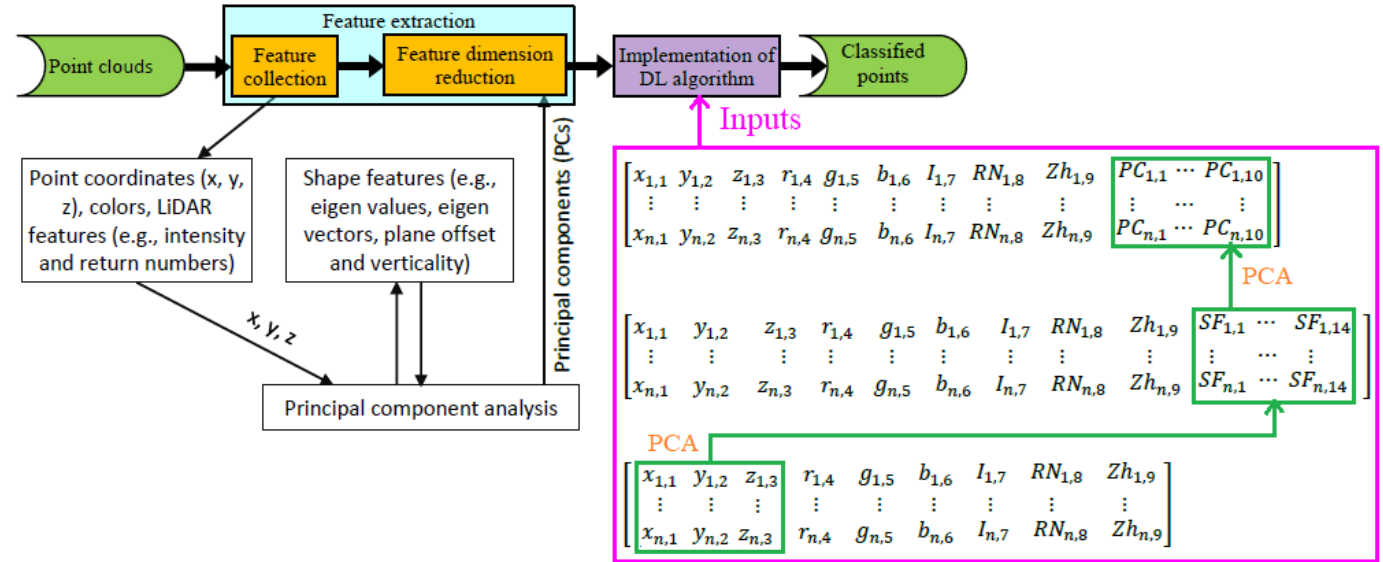 Feature extraction
Point clouds
Feature
collection
Feature dimension
reduction
Implementation of
DL algorithm
Classified
points
Point coordinates (x, y,
z), colors, LiDAR
features (e.g., intensity
and return numbers)
Shape features (e.g.,
eigen values, eigen
vectors, plane offset
and verticality)
Principal components (PCs)
x, y, z
Principal component analysis
Inputs
x₁,₁ y₁,₂ z₁,₃ r₁,₄ g₁,₅ b₁,₆ I₁,₇ RN₁,₈ Zh₁,₉ PC₁,₁ ⋯ PC₁,₁₀
⋮ ⋮ ⋮ ⋮ ⋮ ⋮ ⋮ ⋮ ⋮ ⋮ ⋯ ⋮
xₙ,₁ yₙ,₂ zₙ,₃ rₙ,₄ gₙ,₅ bₙ,₆ Iₙ,₇ RNₙ,₈ Zhₙ,₉ PCₙ,₁ ⋯ PCₙ,₁₀
PCA
x₁,₁ y₁,₂ z₁,₃ r₁,₄ g₁,₅ b₁,₆ I₁,₇ RN₁,₈ Zh₁,₉ SF₁,₁ ⋯ SF₁,₁₄
⋮ ⋮ ⋮ ⋮ ⋮ ⋮ ⋮ ⋮ ⋮ ⋮ ⋯ ⋮
xₙ,₁ yₙ,₂ zₙ,₃ rₙ,₄ gₙ,₅ bₙ,₆ Iₙ,₇ RNₙ,₈ Zhₙ,₉ SFₙ,₁ ⋯ SFₙ,₁₄
PCA
x₁,₁ y₁,₂ z₁,₃ r₁,₄ g₁,₅ b₁,₆ I₁,₇ RN₁,₈ Zh₁,₉
⋮ ⋮ ⋮ ⋮ ⋮ ⋮ ⋮ ⋮ ⋮
xₙ,₁ yₙ,₂ zₙ,₃ rₙ,₄ gₙ,₅ bₙ,₆ Iₙ,₇ RNₙ,₈ Zhₙ,₉